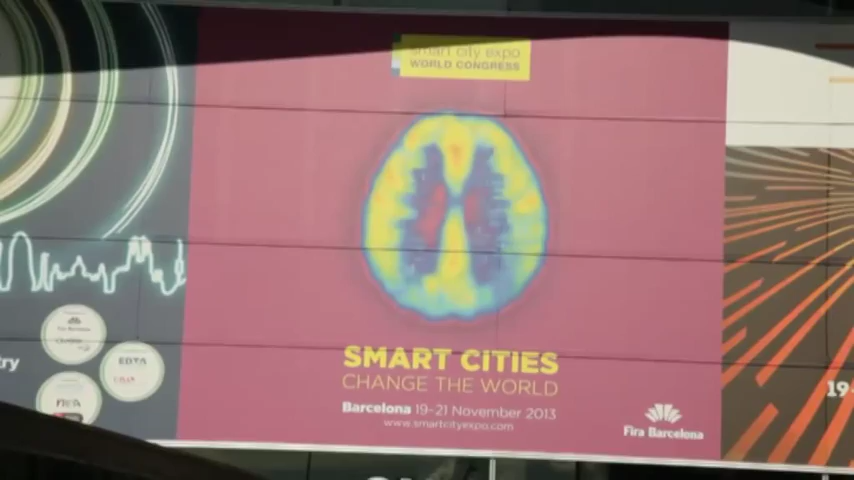 smart city expo
WORLD CONGRESS
SMART CITIES
CHANGE THE WORLD
Barcelona 19-21 November 2013
www.smartcityexpo.com
Fira Barcelona